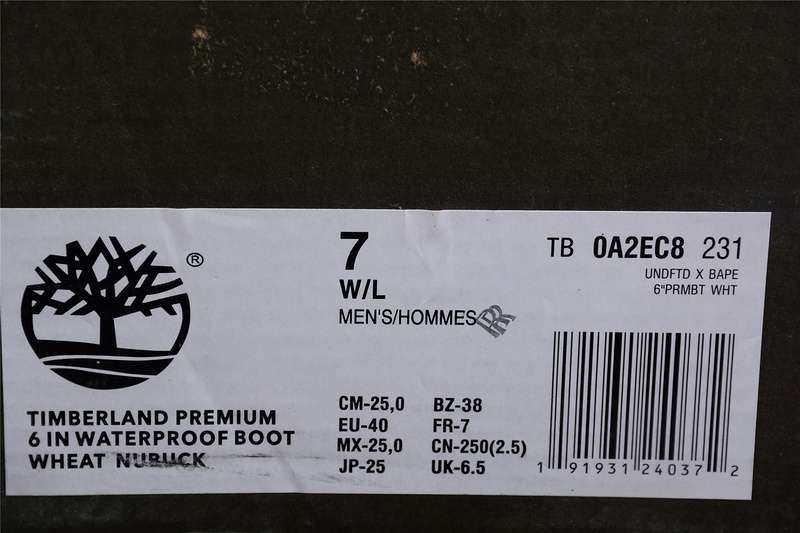 ®
7
W/L
MEN'S/HOMMES
RR
TIMBERLAND PREMIUM
6 IN WATERPROOF BOOT
WHEAT NUBUCK
CM-25,0 BZ-38
EU-40 FR-7
MX-25,0 CN-250(2.5)
JP-25 UK-6.5
TB 0A2EC8 231
UNDFTD X BAPE
6"PRMBT WHT
1 91931 24037 2